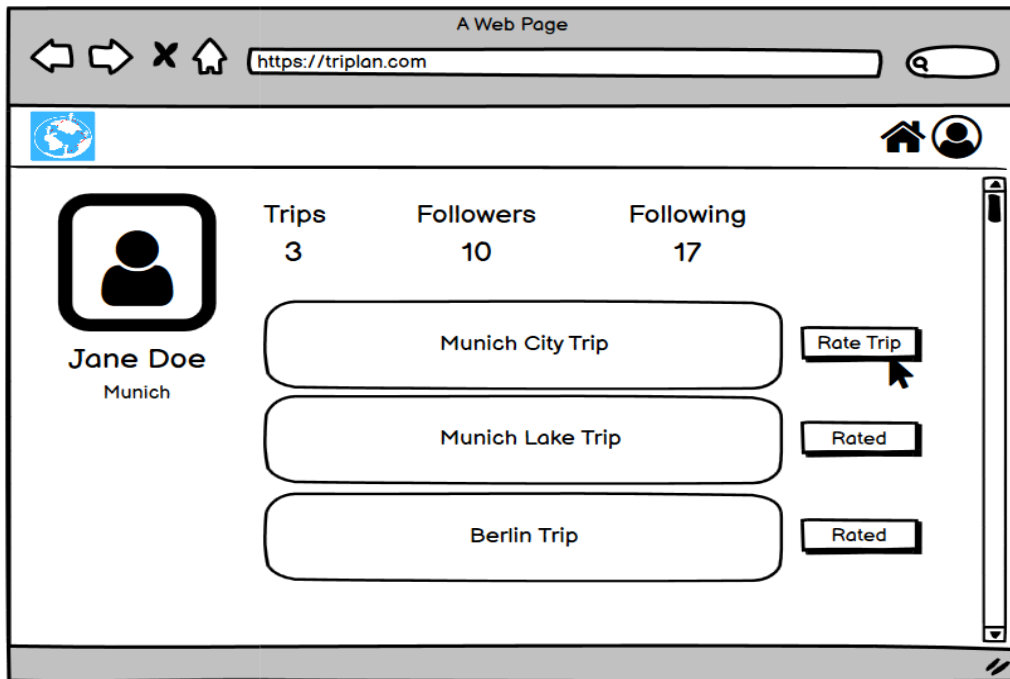 A Web Page
https://triplan.com
Trips Followers Following
3 10 17
Jane Doe
Munich
Munich City Trip Rate Trip
Munich Lake Trip Rated
Berlin Trip Rated